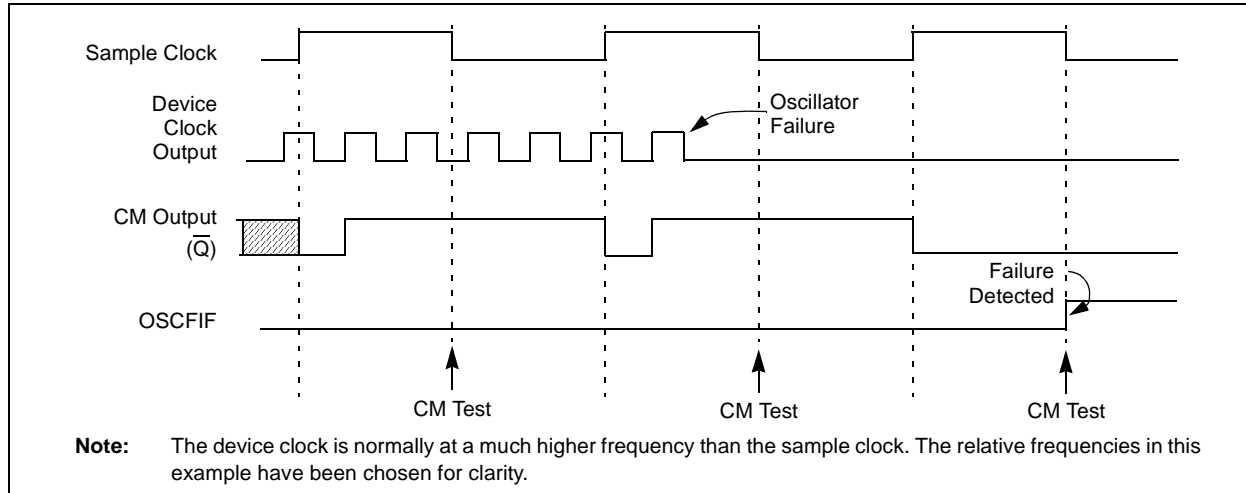 Sample Clock
Device
Clock
Output
Oscillator
Failure
CM Output
(Q̅)
Failure
Detected
OSCFIF
CM Test
CM Test
CM Test
Note: The device clock is normally at a much higher frequency than the sample clock. The relative frequencies in this
example have been chosen for clarity.